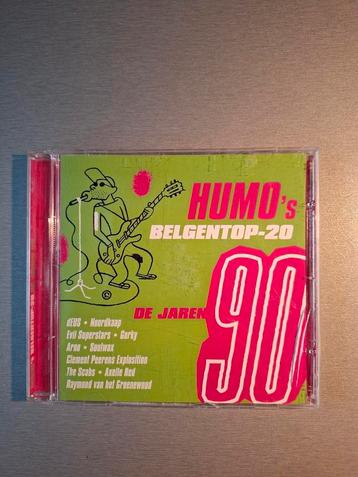 HUMO's
BELGENTOP-20
DE JAREN
90
dEUS • Noordkaap
Evil Superstars • Gorky
Arno • Soulwax
Clement Peerens Explosition
The Scabs • Axelle Red
Raymond van het Groenewoud